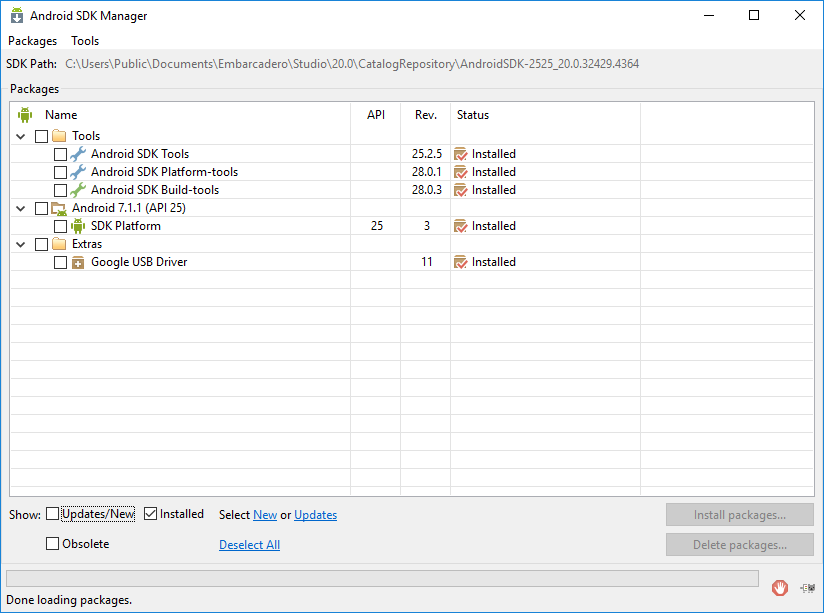 Android SDK Manager
Packages Tools
SDK Path: C:\Users\Public\Documents\Embarcadero\Studio\20.0\CatalogRepository\AndroidSDK-2525_20.0.32429.4364
Packages
Name API Rev. Status
Tools
Android SDK Tools 25.2.5 Installed
Android SDK Platform-tools 28.0.1 Installed
Android SDK Build-tools 28.0.3 Installed
Android 7.1.1 (API 25)
SDK Platform 25 3 Installed
Extras
Google USB Driver 11 Installed
Show: Updates/New Installed Select New or Updates Install packages...
Obsolete Deselect All Delete packages...
Done loading packages.